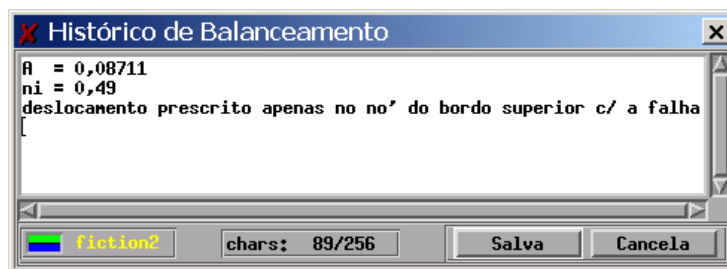 Histórico de Balanceamento
A  = 0,08711
ni = 0,49
deslocamento prescrito apenas no no' do bordo superior c/ a falha
fiction2
chars:  89/256
Salva
Cancela